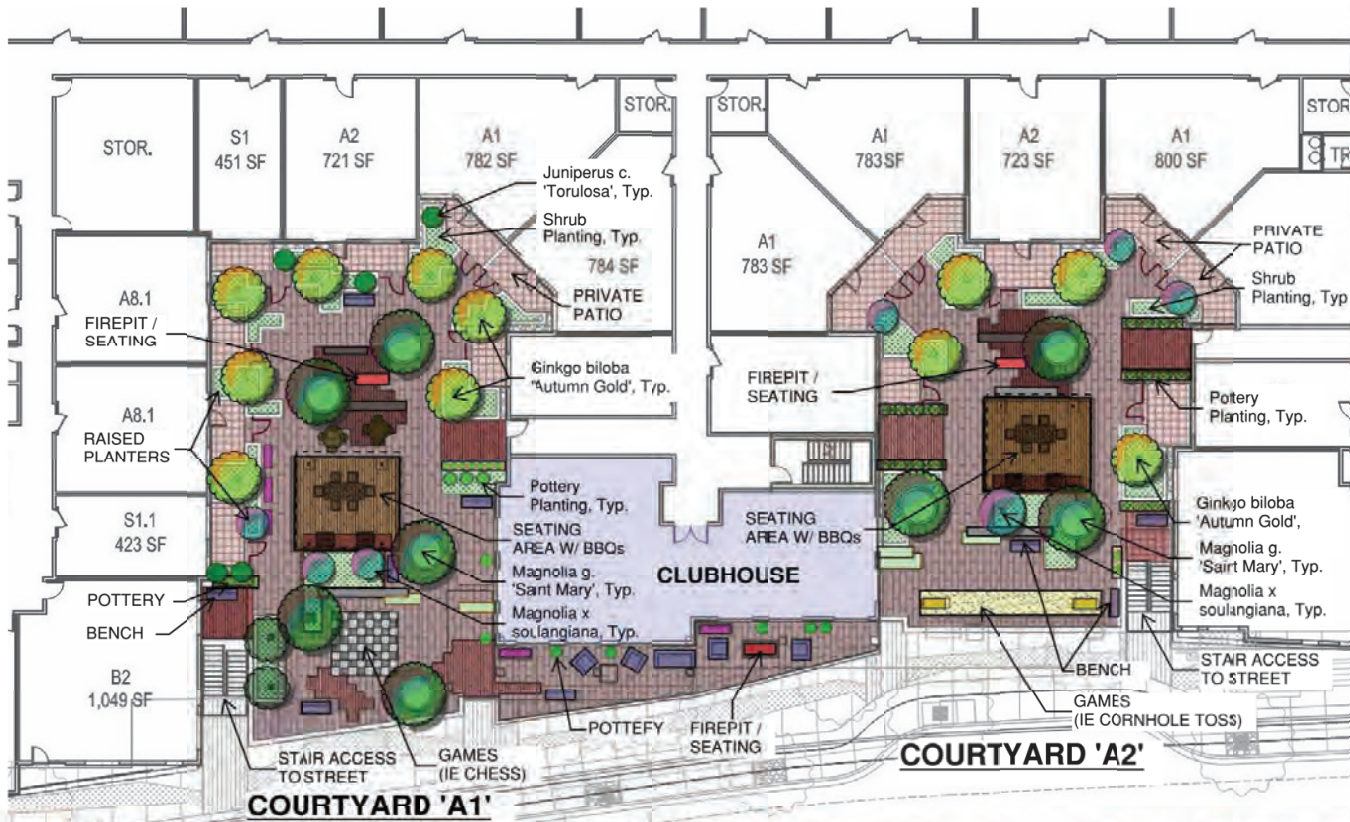 STOR.
S1
451 SF
A2
721 SF
A1
782 SF
STOR.
STOR.
AI
783 SF
A2
723 SF
A1
800 SF
STOR
TR
Juniperus c.
'Torulosa', Typ.
Shrub
Planting, Typ.
784 SF
PRIVATE
PATIO
A1
783 SF
PRIVATE
PATIO
Shrub
Planting, Typ
A8.1
FIREPIT /
SEATING
A8.1
RAISED
PLANTERS
S1.1
423 SF
POTTERY
BENCH
B2
1,049 SF
Ginkgo biloba
'Autumn Gold', Typ.
Pottery
Planting, Typ.
SEATING
AREA W/ BBQs
Magnolia g.
'Sant Mary', Typ.
Magnolia x
soulangiana, Typ.
FIREPIT /
SEATING
SEATING
AREA W/ BBQs
CLUBHOUSE
Pottery
Planting, Typ.
Ginkgo biloba
'Autumn Gold',
Magnolia g.
'Sairt Mary', Typ.
Magnolia x
soulangiana, Typ.
STAIR ACCESS
TO STREET
GAMES
(IE CHESS)
POTTEFY
FIREPIT /
SEATING
BENCH
GAMES
(IE CORNHOLE TOSS)
STAIR ACCESS
TO STREET
COURTYARD 'A1'
COURTYARD 'A2'